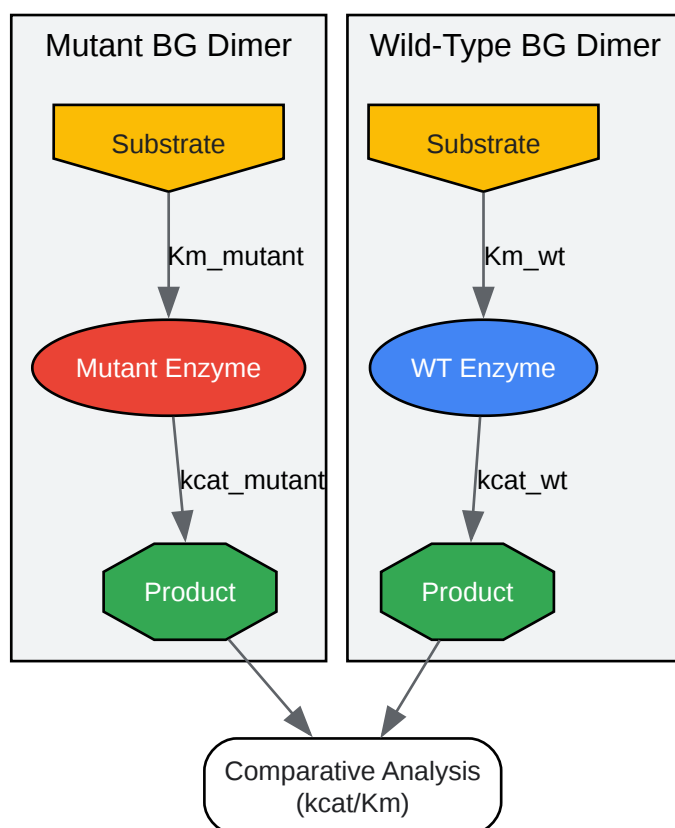 Mutant BG Dimer
Substrate
Km_mutant
Mutant Enzyme
kcat_mutant
Product
Wild-Type BG Dimer
Substrate
Km_wt
WT Enzyme
kcat_wt
Product
Comparative Analysis
(kcat/Km)